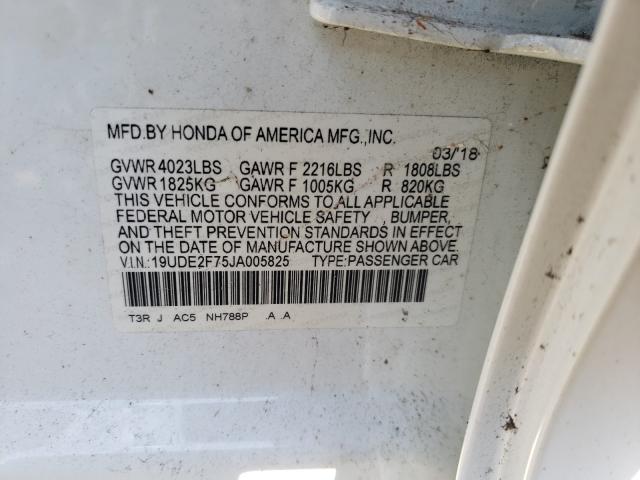 MFD.BY HONDA OF AMERICA MFG.,INC.
03/'18
GVWR 4023LBS GAWR F 2216LBS R 1808LBS
GVWR 1825KG GAWR F 1005KG R 820KG
THIS VEHICLE CONFORMS TO ALL APPLICABLE
FEDERAL MOTOR VEHICLE SAFETY , BUMPER,
AND THEFT PREVENTION STANDARDS IN EFFECT
ON THE DATE OF MANUFACTURE SHOWN ABOVE.
V.I.N.:19UDE2F75JA005825 TYPE:PASSENGER CAR
T3R J AC5 NH788P .A .A